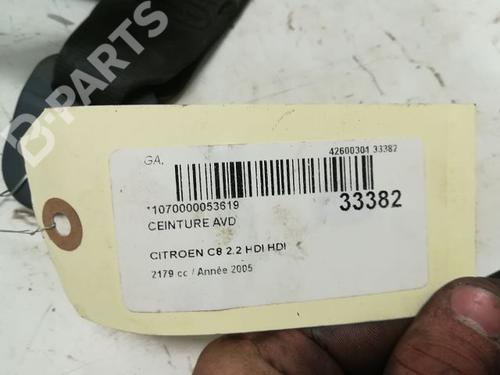 B-PARTS
GA.
42600301 33382
*1070000053619
33382
CEINTURE AVD
CITROEN C8 2.2 HDI HDI
2179 cc / Année 2005